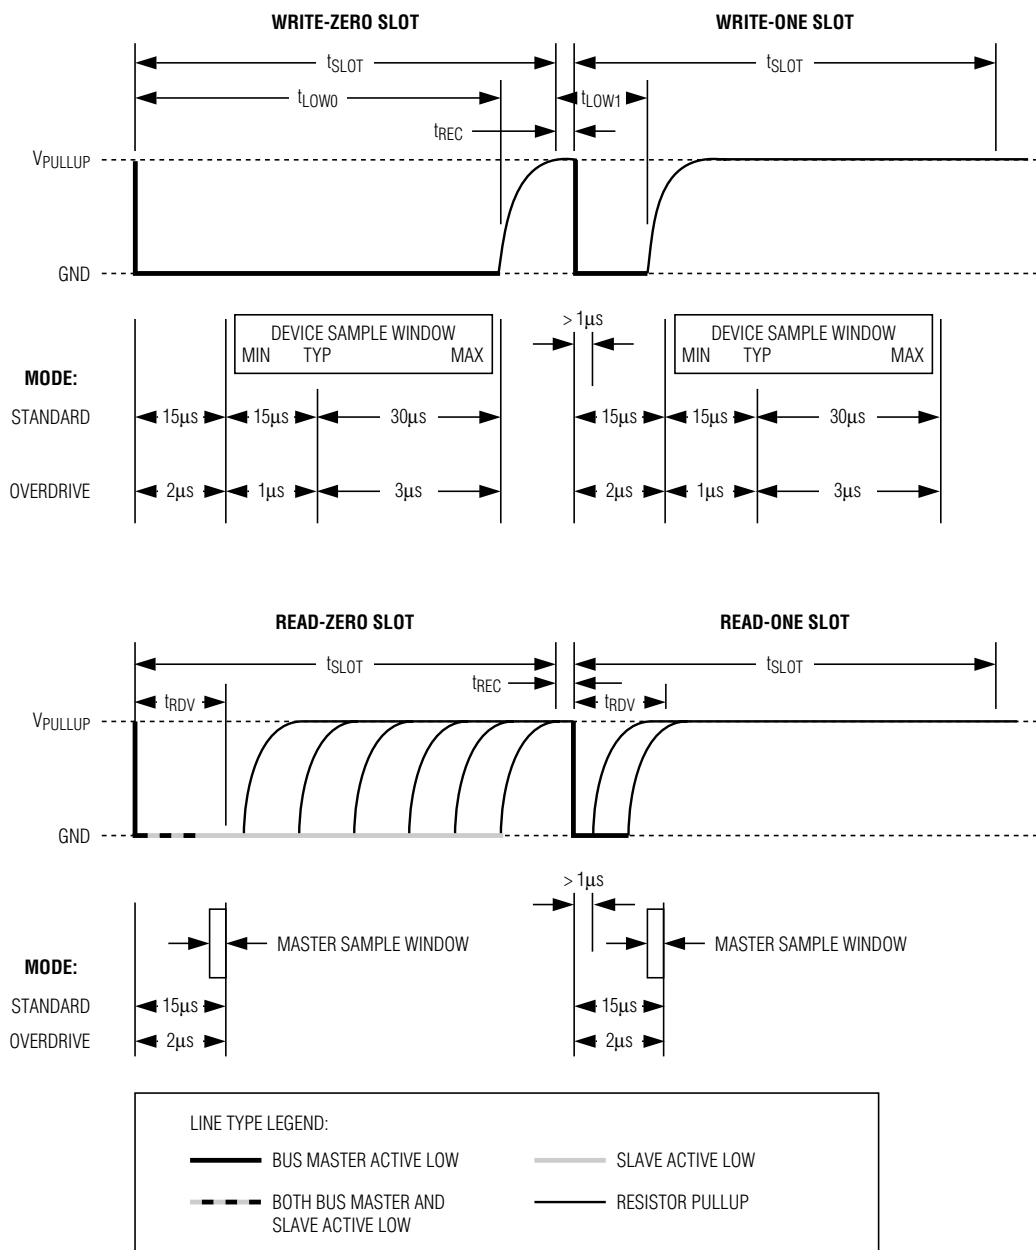 WRITE-ZERO SLOT WRITE-ONE SLOT
tSLOT tSLOT
tLOW0 tLOW1
tREC
VPULLUP
GND
> 1µs
DEVICE SAMPLE WINDOW DEVICE SAMPLE WINDOW
MIN TYP MAX MIN TYP MAX
MODE:
STANDARD 15µs 15µs 30µs 15µs 15µs 30µs
OVERDRIVE 2µs 1µs 3µs 2µs 1µs 3µs
READ-ZERO SLOT READ-ONE SLOT
tSLOT tSLOT
tREC
tRDV tRDV
VPULLUP
GND
> 1µs
MASTER SAMPLE WINDOW MASTER SAMPLE WINDOW
MODE:
STANDARD 15µs 15µs
OVERDRIVE 2µs 2µs
LINE TYPE LEGEND:
BUS MASTER ACTIVE LOW SLAVE ACTIVE LOW
BOTH BUS MASTER AND RESISTOR PULLUP
SLAVE ACTIVE LOW